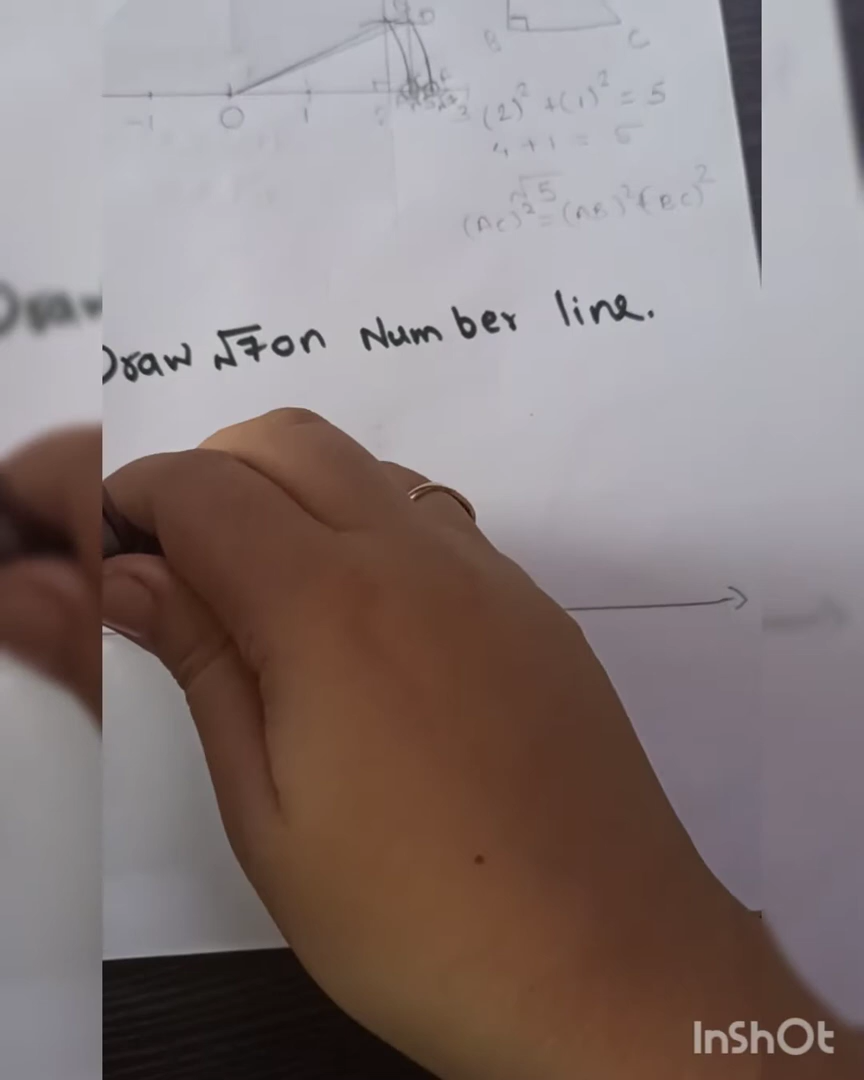 -1 0 1
B C
(2)² + (1)² = 5
4 + 1 = 5
√5
(AC)² = (AB)² + (BC)²
Draw √7 on Number line.
InShOt